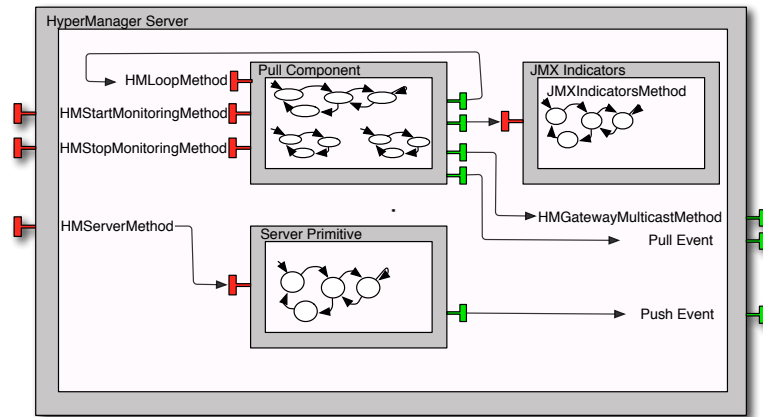 HyperManager Server
Pull Component
JMX Indicators
HMLoopMethod
JMXIndicatorsMethod
HMStartMonitoringMethod
HMStopMonitoringMethod
HMGatewayMulticastMethod
HMServerMethod
Server Primitive
Pull Event
Push Event